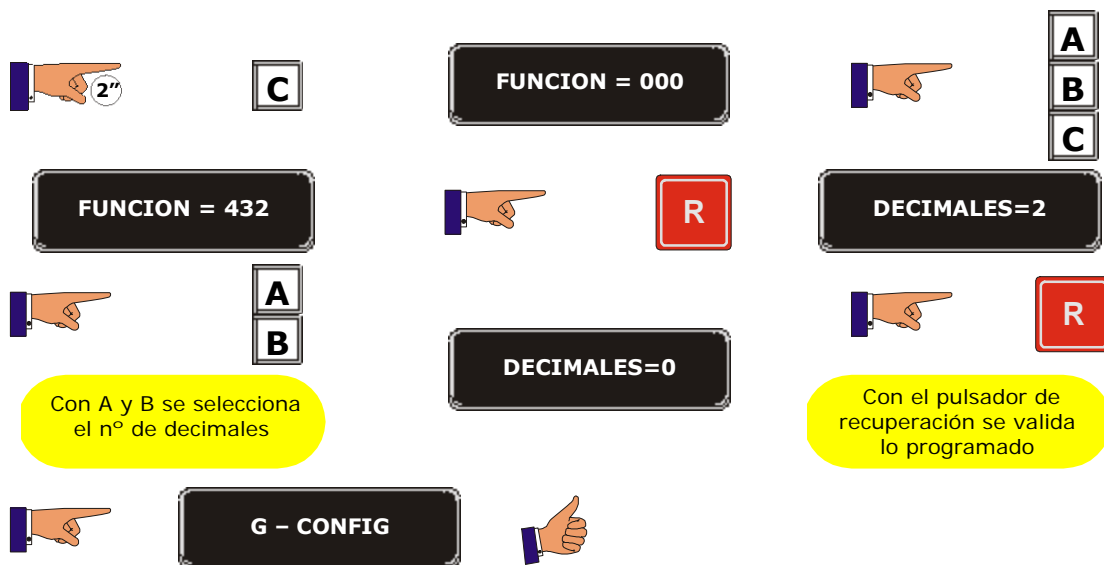 2”
C
FUNCION = 000
A
B
C
FUNCION = 432
R
DECIMALES=2
A
B
DECIMALES=0
R
Con A y B se selecciona
el nº de decimales
Con el pulsador de
recuperación se valida
lo programado
G – CONFIG